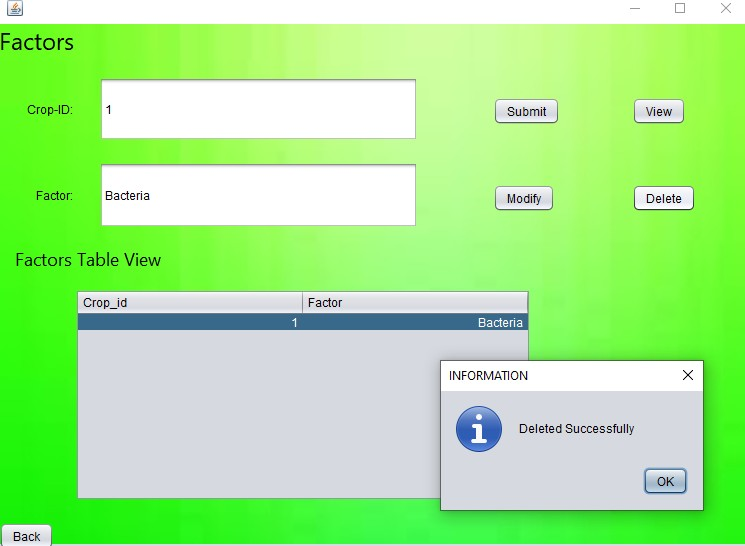 Factors
Crop-ID:
1
Submit
View
Factor:
Bacteria
Modify
Delete
Factors Table View
Crop_id
Factor
1
Bacteria
INFORMATION
Deleted Successfully
OK
Back